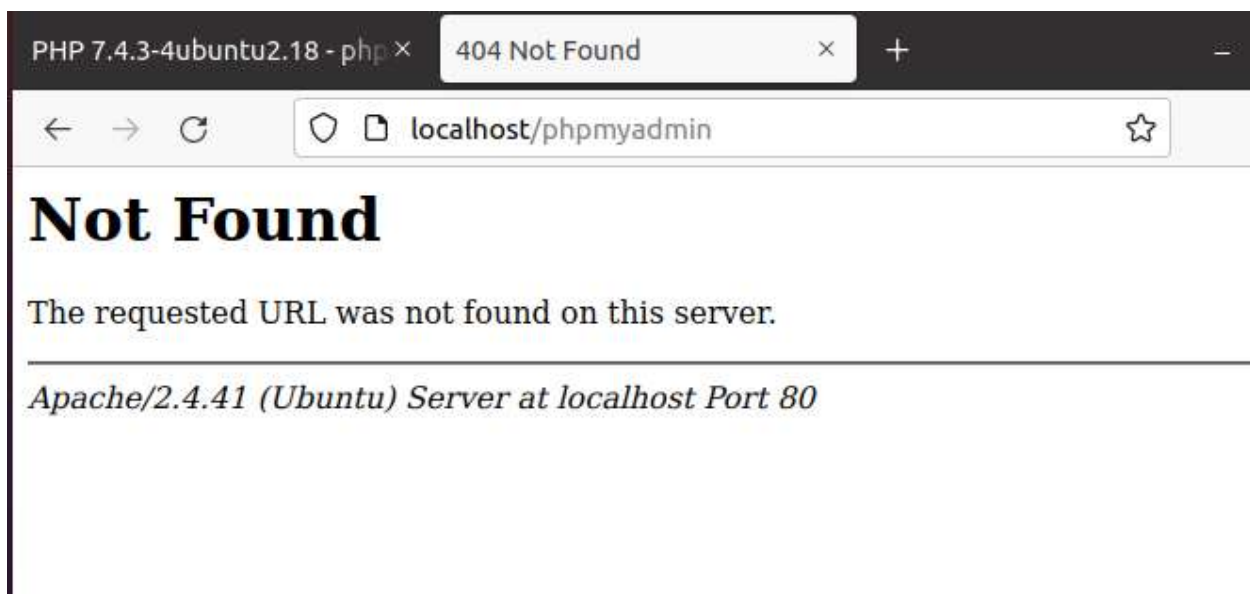 PHP 7.4.3-4ubuntu2.18 - php
404 Not Found
localhost/phpmyadmin
Not Found
The requested URL was not found on this server.
Apache/2.4.41 (Ubuntu) Server at localhost Port 80